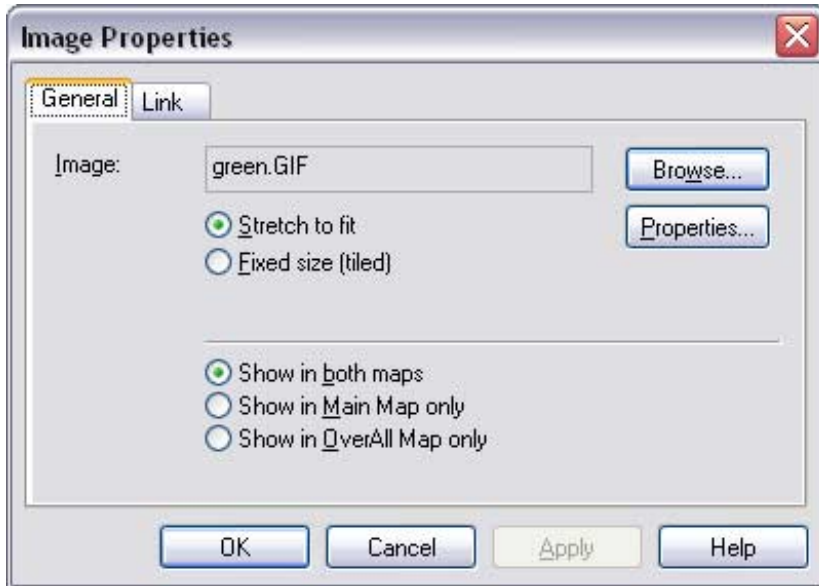 Image Properties
General Link
Image: green.GIF Browse...
Stretch to fit Properties...
Fixed size (tiled)
Show in both maps
Show in Main Map only
Show in OverAll Map only
OK Cancel Apply Help